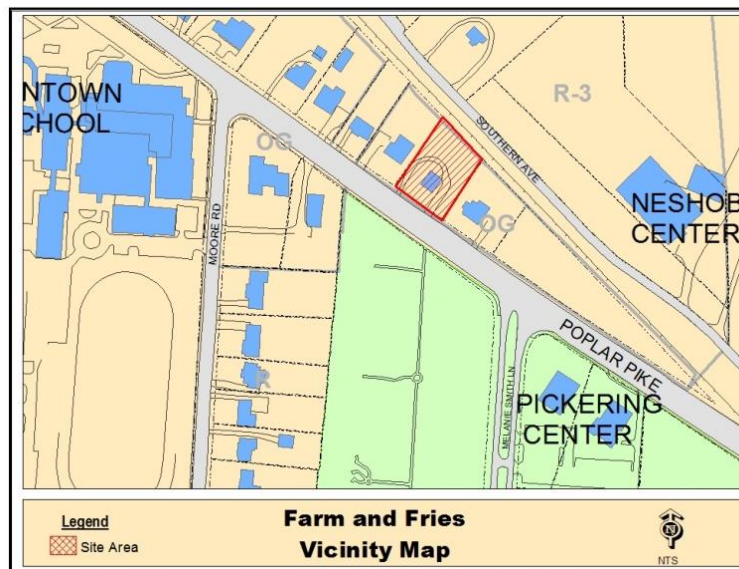 NTOWN
CHOOL
OG
R-3
SOUTHERN AVE
NESHOB
CENTER
MOORE RD
OG
R
POPLAR PIKE
MELANIE SMITH LN
PICKERING
CENTER
Legend
Site Area
Farm and Fries
Vicinity Map
N
NTS